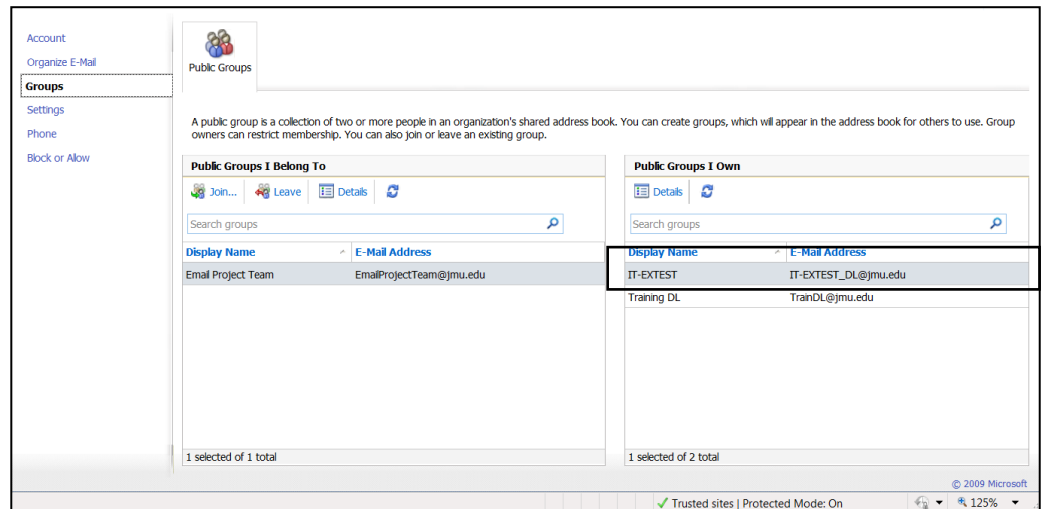 Account
Organize E-Mail
Groups
Settings
Phone
Block or Allow
Public Groups
A public group is a collection of two or more people in an organization's shared address book. You can create groups, which will appear in the address book for others to use. Group
owners can restrict membership. You can also join or leave an existing group.
Public Groups I Belong To
Join... Leave Details
Search groups
Display Name E-Mail Address
Email Project Team EmailProjectTeam@jmu.edu
1 selected of 1 total
Public Groups I Own
Details
Search groups
Display Name E-Mail Address
IT-EXTEST IT-EXTEST_DL@jmu.edu
Training DL TrainDL@jmu.edu
1 selected of 2 total
© 2009 Microsoft
Trusted sites | Protected Mode: On 125%